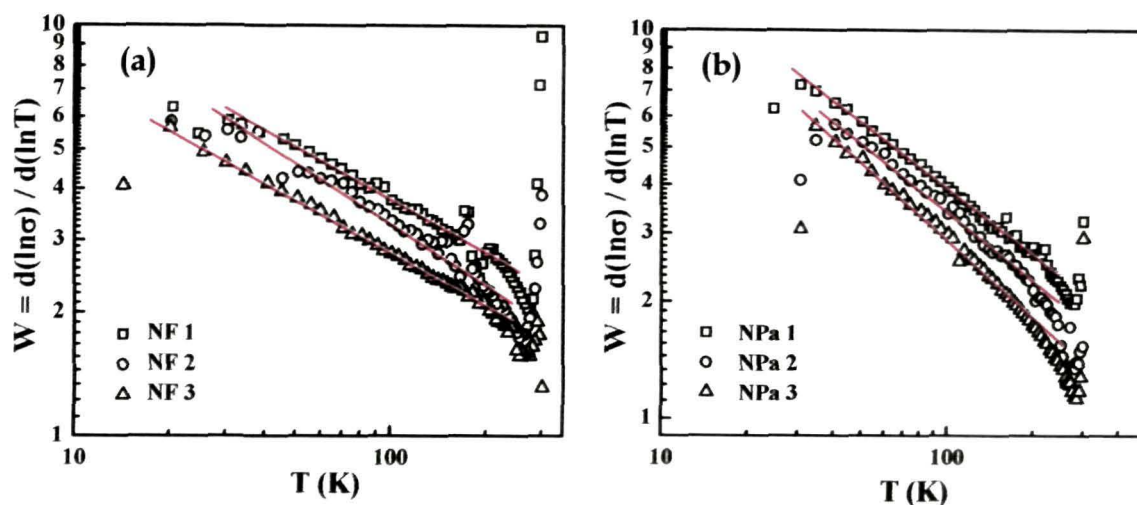 (a)
W = d(lnσ) / d(lnT)
10
9
8
7
6
5
4
3
2
1
NF 1
NF 2
NF 3
10
100
T (K)
(b)
W = d(lnσ) / d(lnT)
10
9
8
7
6
5
4
3
2
1
NPa 1
NPa 2
NPa 3
10
100
T (K)